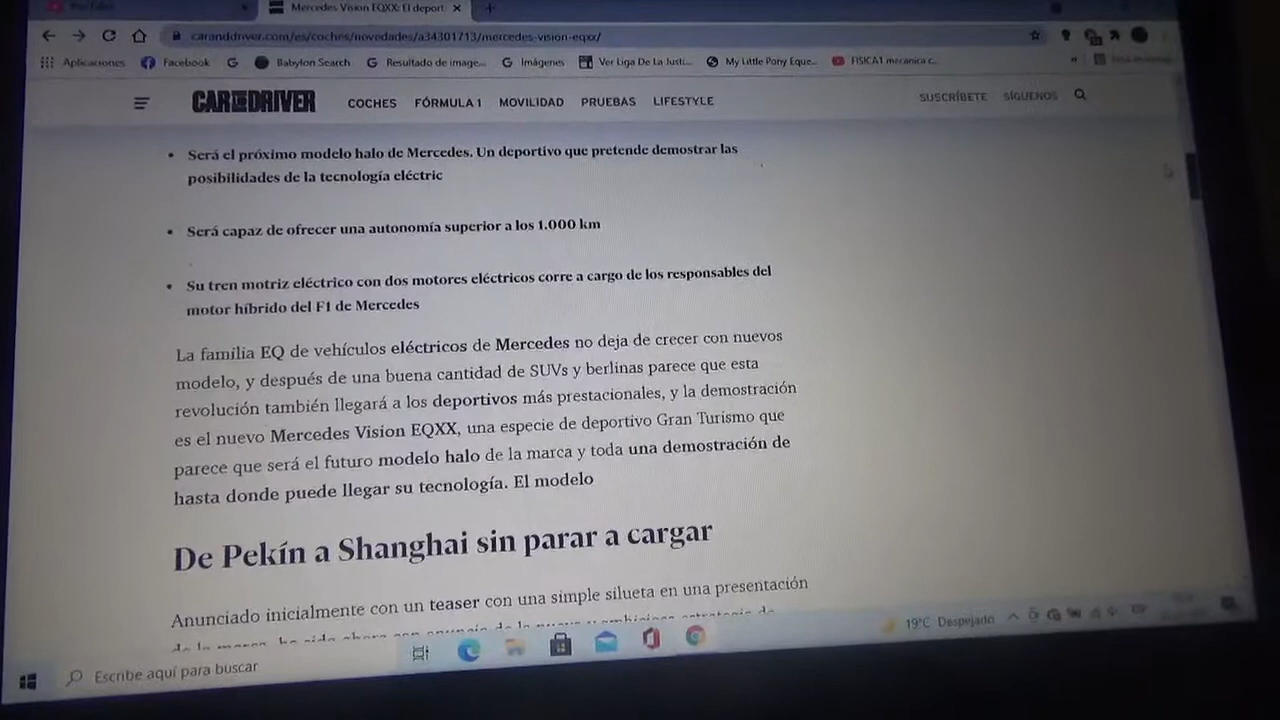 Mercedes Vision EQXX: El deport
caranddriver.com/es/coches/novedades/a34301713/mercedes-vision-eqxx/
Aplicaciones Facebook Babylon Search Resultado de image... Imágenes Ver Liga De La Justi... My Little Pony Eque... FISICA1 mecanica c...
CAR AND DRIVER COCHES FÓRMULA 1 MOVILIDAD PRUEBAS LIFESTYLE SUSCRÍBETE SÍGUENOS
• Será el próximo modelo halo de Mercedes. Un deportivo que pretende demostrar las
posibilidades de la tecnología eléctric
• Será capaz de ofrecer una autonomía superior a los 1.000 km
• Su tren motriz eléctrico con dos motores eléctricos corre a cargo de los responsables del
motor híbrido del F1 de Mercedes
La familia EQ de vehículos eléctricos de Mercedes no deja de crecer con nuevos
modelo, y después de una buena cantidad de SUVs y berlinas parece que esta
revolución también llegará a los deportivos más prestacionales, y la demostración
es el nuevo Mercedes Vision EQXX, una especie de deportivo Gran Turismo que
parece que será el futuro modelo halo de la marca y toda una demostración de
hasta donde puede llegar su tecnología. El modelo
De Pekín a Shanghai sin parar a cargar
Anunciado inicialmente con un teaser con una simple silueta en una presentación
19°C Despejado
Escribe aquí para buscar